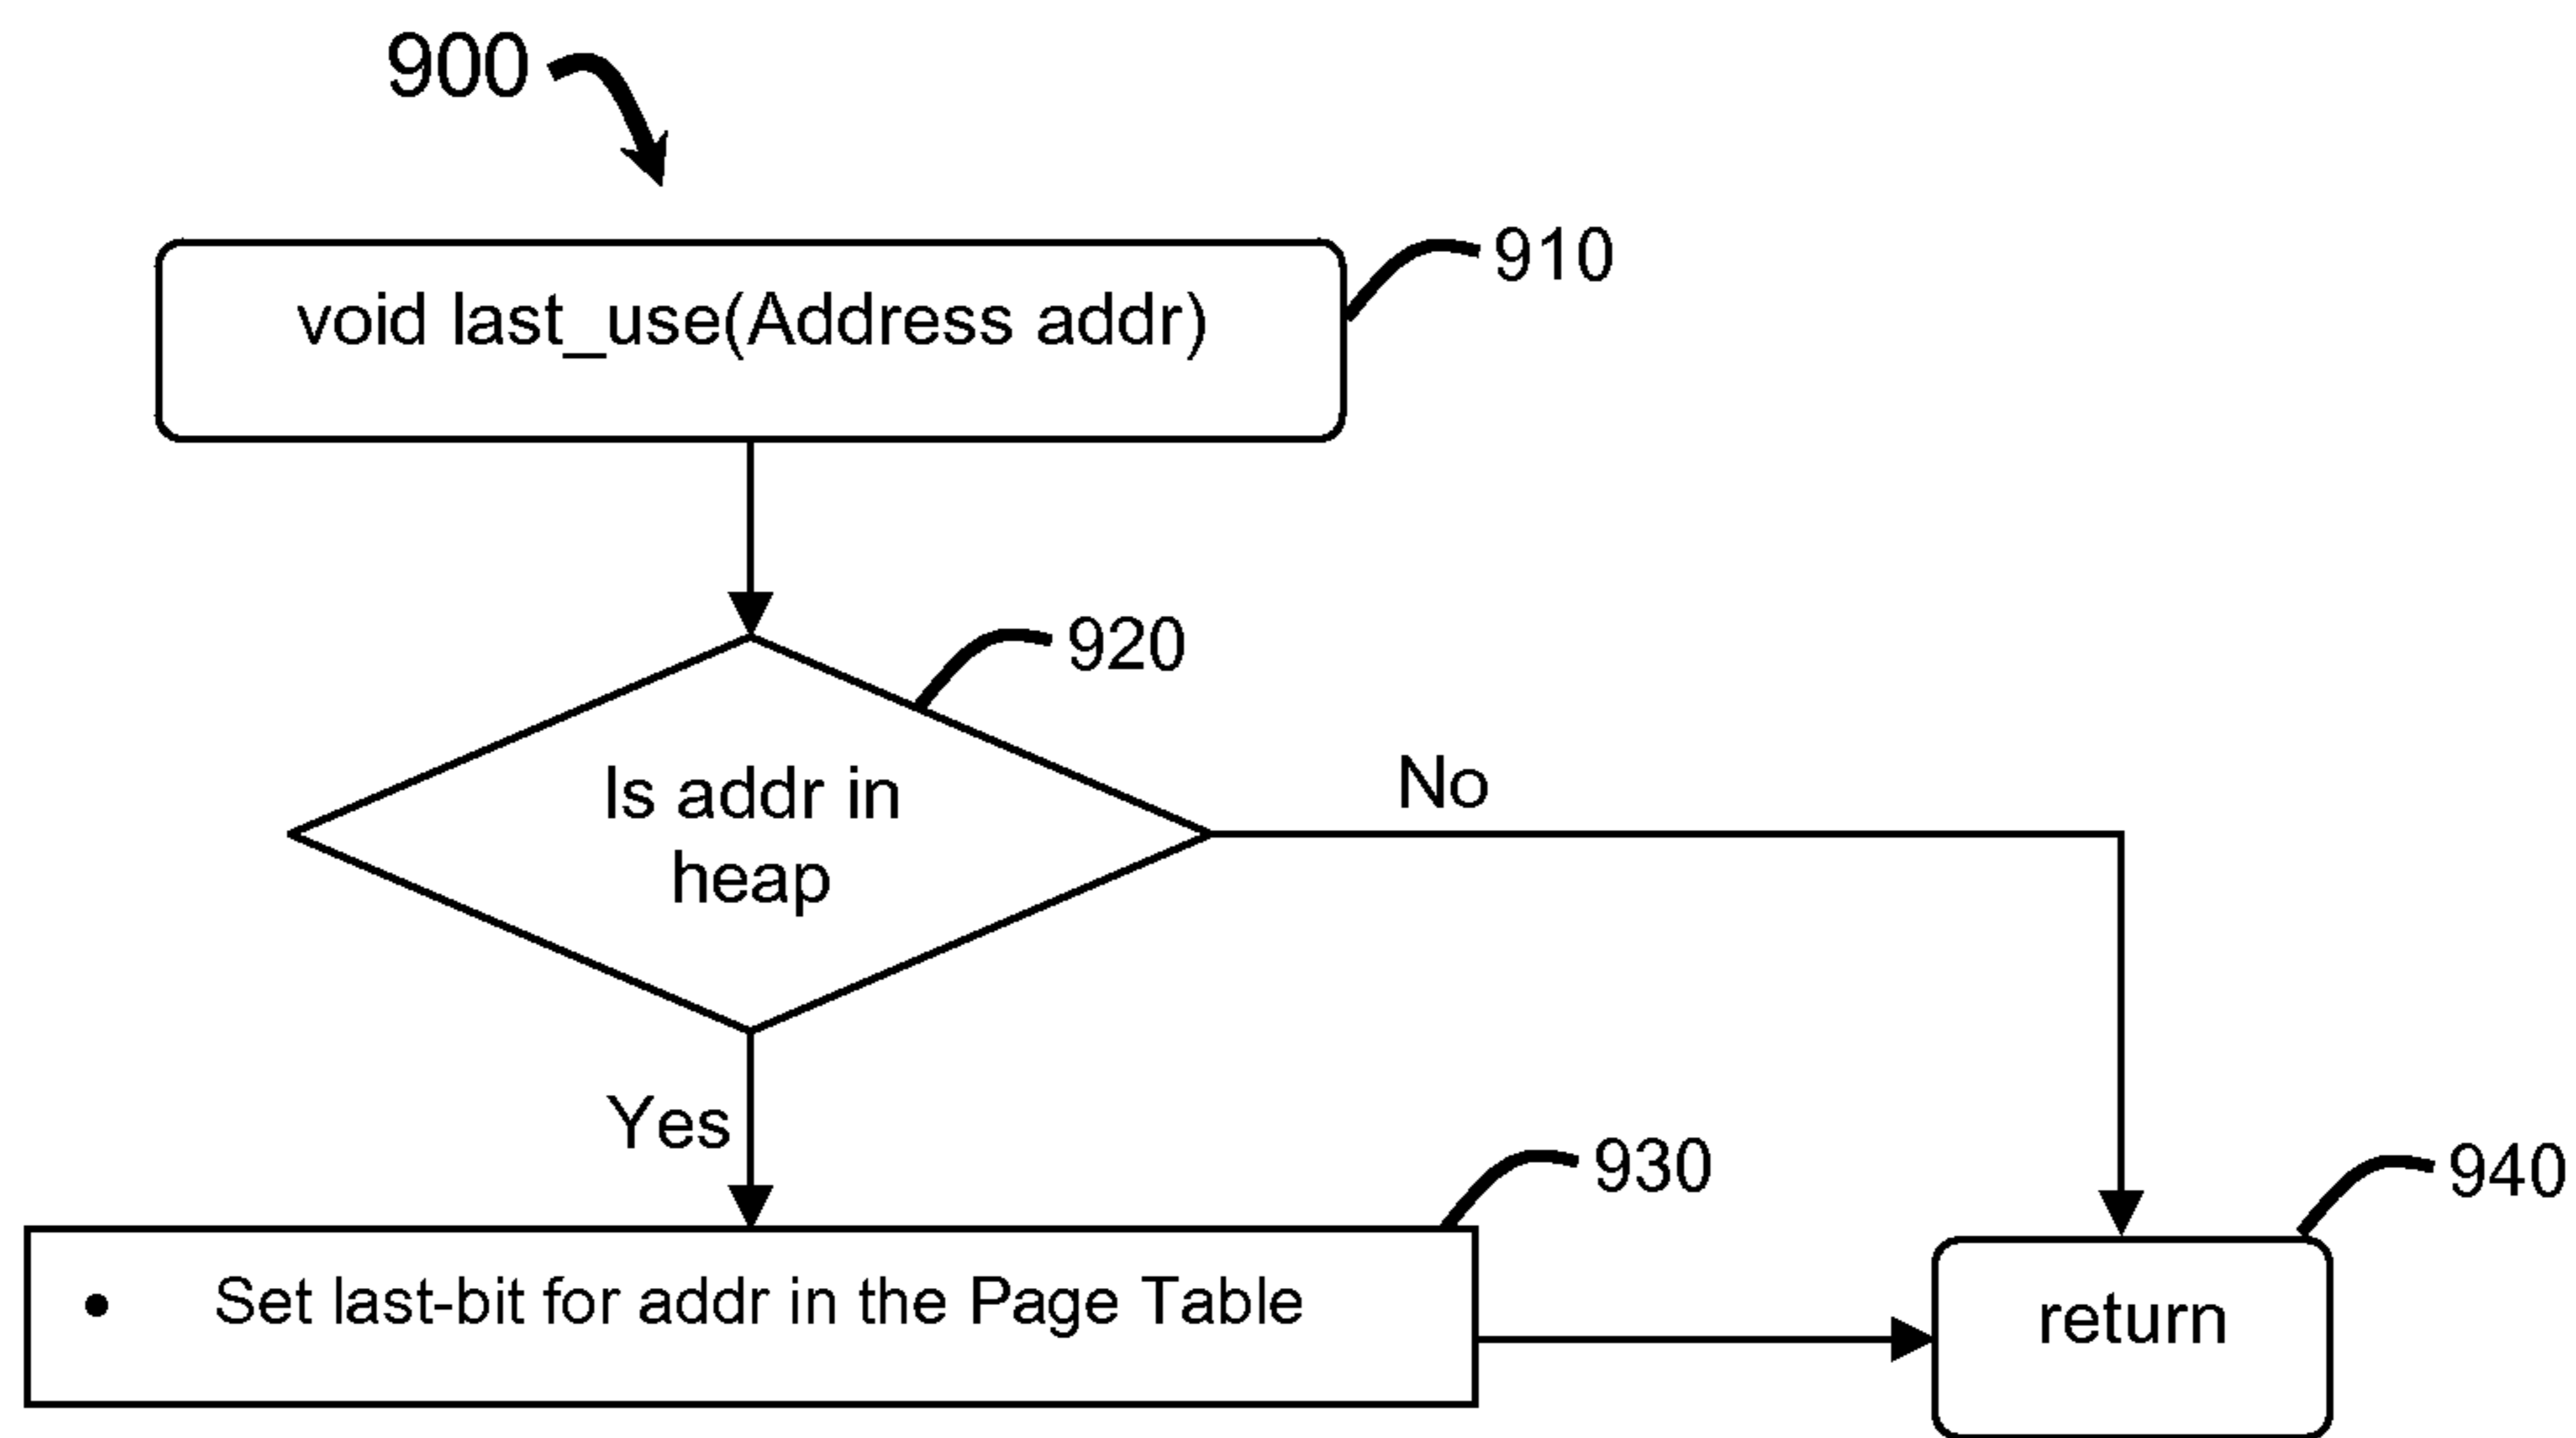 900
910
void last_use(Address addr)
920
Is addr in
heap
No
Yes
930
940
• Set last-bit for addr in the Page Table
return